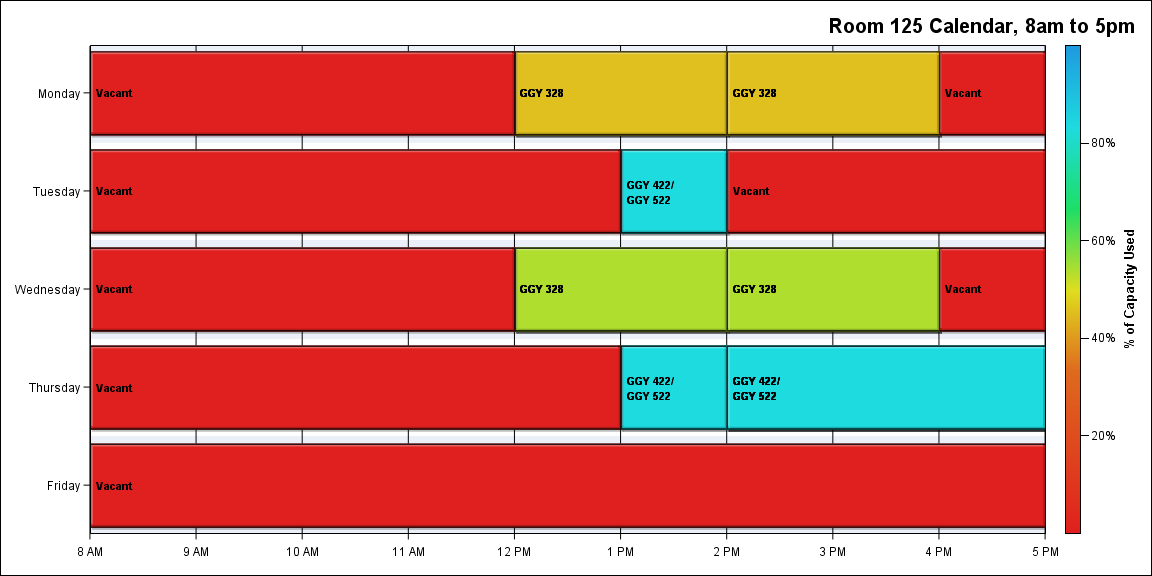 Room 125 Calendar, 8am to 5pm
Monday
Vacant
GGY 328
GGY 328
Vacant
Tuesday
Vacant
GGY 422/
GGY 522
Vacant
Wednesday
Vacant
GGY 328
GGY 328
Vacant
Thursday
Vacant
GGY 422/
GGY 522
GGY 422/
GGY 522
Friday
Vacant
8 AM
9 AM
10 AM
11 AM
12 PM
1 PM
2 PM
3 PM
4 PM
5 PM
80%
60%
40%
20%
% of Capacity Used